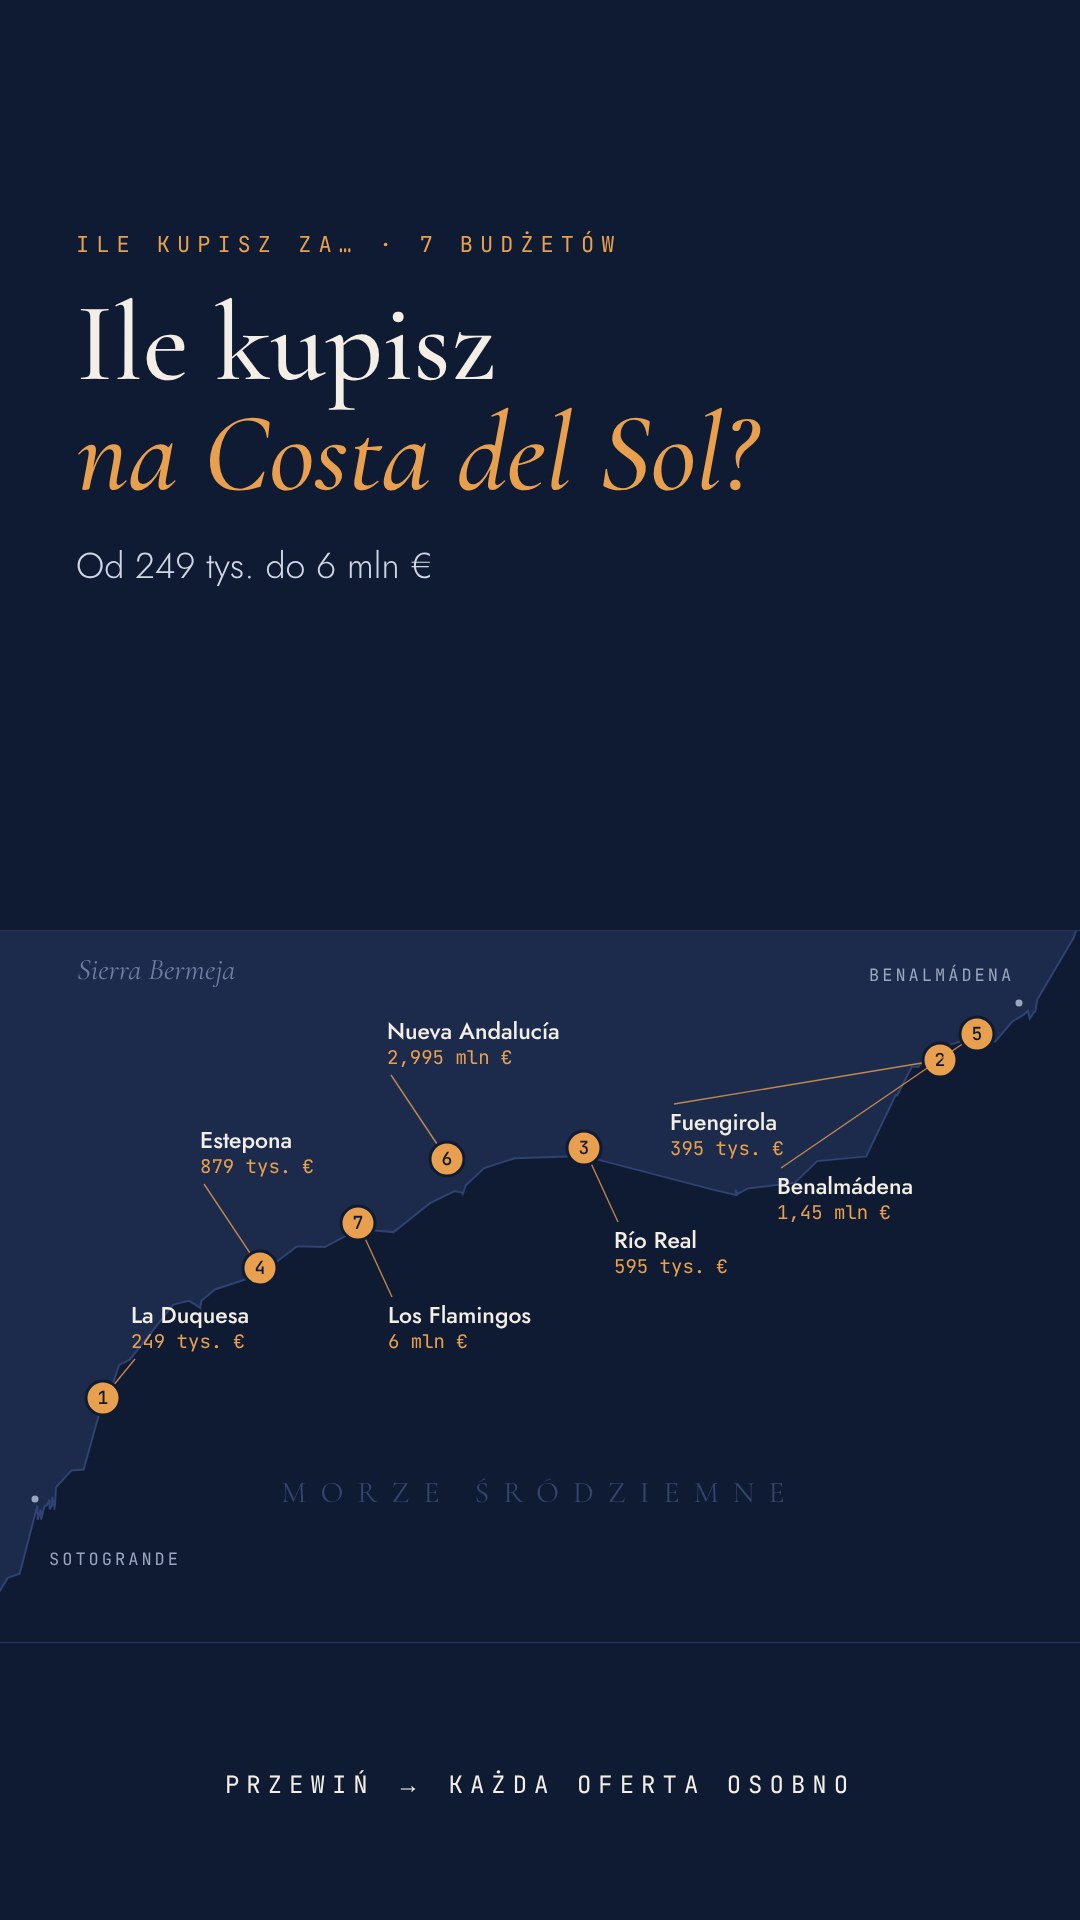 ILE KUPISZ ZA… · 7 BUDŻETÓW
Ile kupisz
na Costa del Sol?
Od 249 tys. do 6 mln €
Sierra Bermeja
BENALMÁDENA
Nueva Andalucía
2,995 mln €
5
2
Fuengirola
395 tys. €
Estepona
879 tys. €
6
3
Benalmádena
1,45 mln €
7
Río Real
595 tys. €
4
La Duquesa
249 tys. €
Los Flamingos
6 mln €
1
MORZE ŚRÓDZIEMNE
SOTOGRANDE
PRZEWIŃ → KAŻDA OFERTA OSOBNO